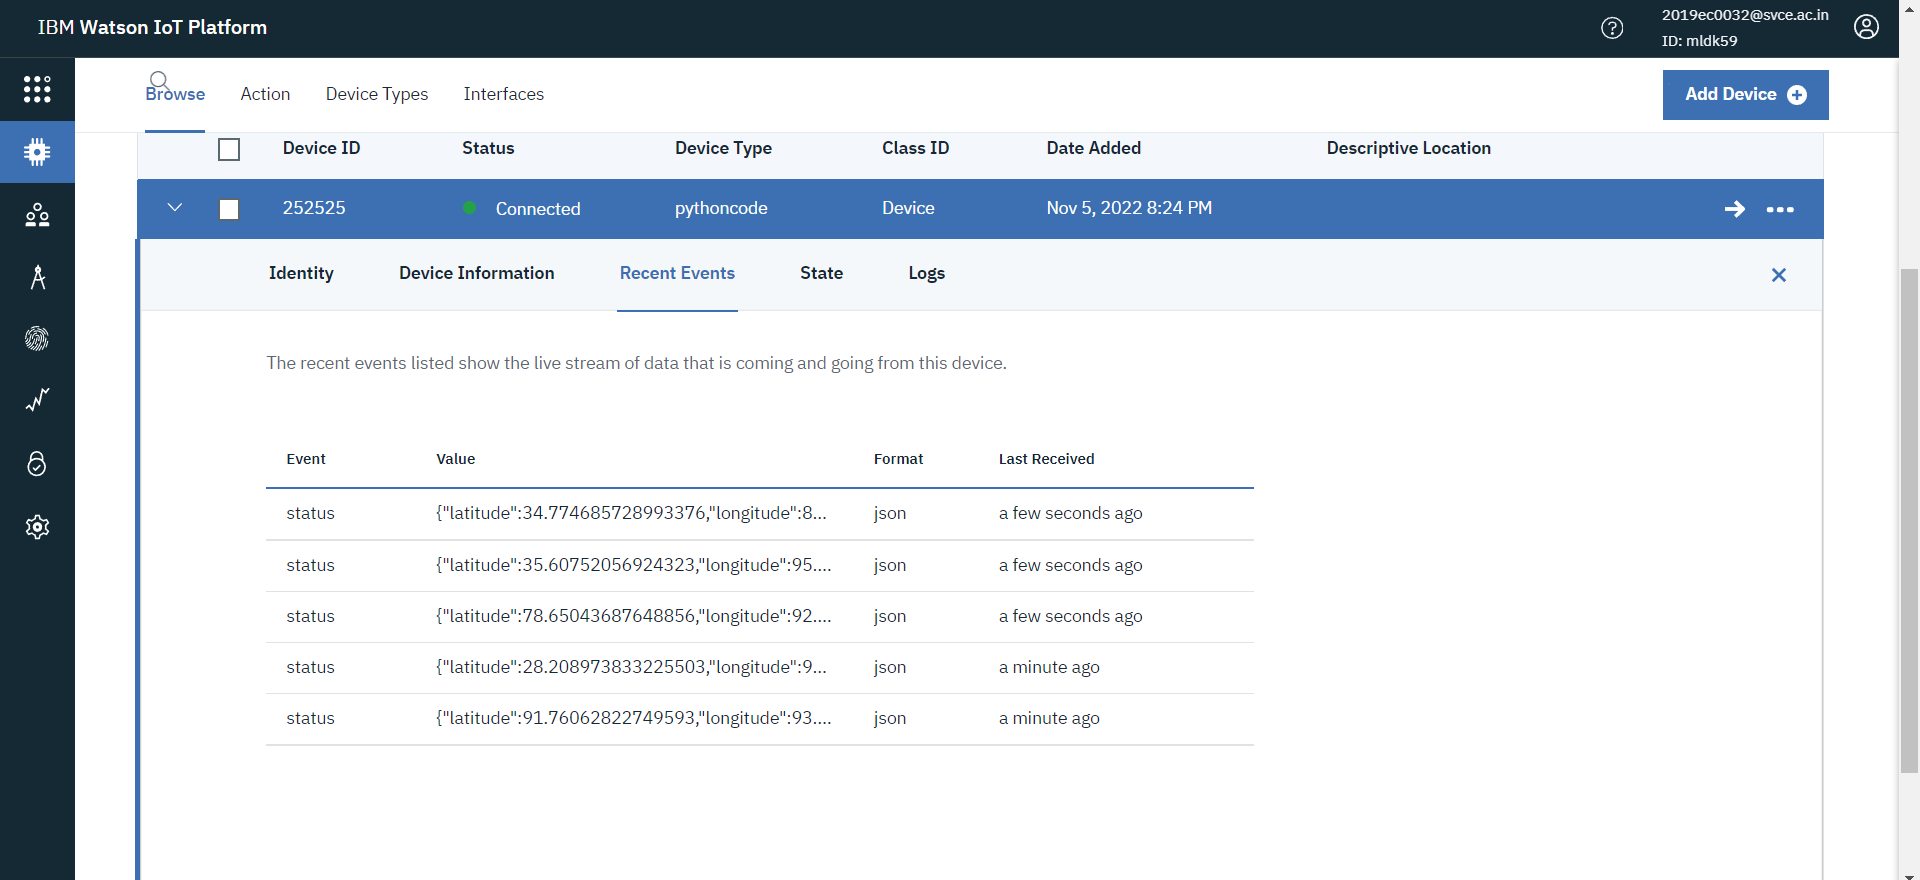 IBM Watson IoT Platform
2019ec0032@svce.ac.in
ID: mldk59
Browse Action Device Types Interfaces
Add Device
Device ID Status Device Type Class ID Date Added Descriptive Location
252525 Connected pythoncode Device Nov 5, 2022 8:24 PM
Identity Device Information Recent Events State Logs
The recent events listed show the live stream of data that is coming and going from this device.
Event Value Format Last Received
status {"latitude":34.774685728993376,"longitude":8... json a few seconds ago
status {"latitude":35.60752056924323,"longitude":95.... json a few seconds ago
status {"latitude":78.65043687648856,"longitude":92.... json a few seconds ago
status {"latitude":28.208973833225503,"longitude":9... json a minute ago
status {"latitude":91.76062822749593,"longitude":93.... json a minute ago